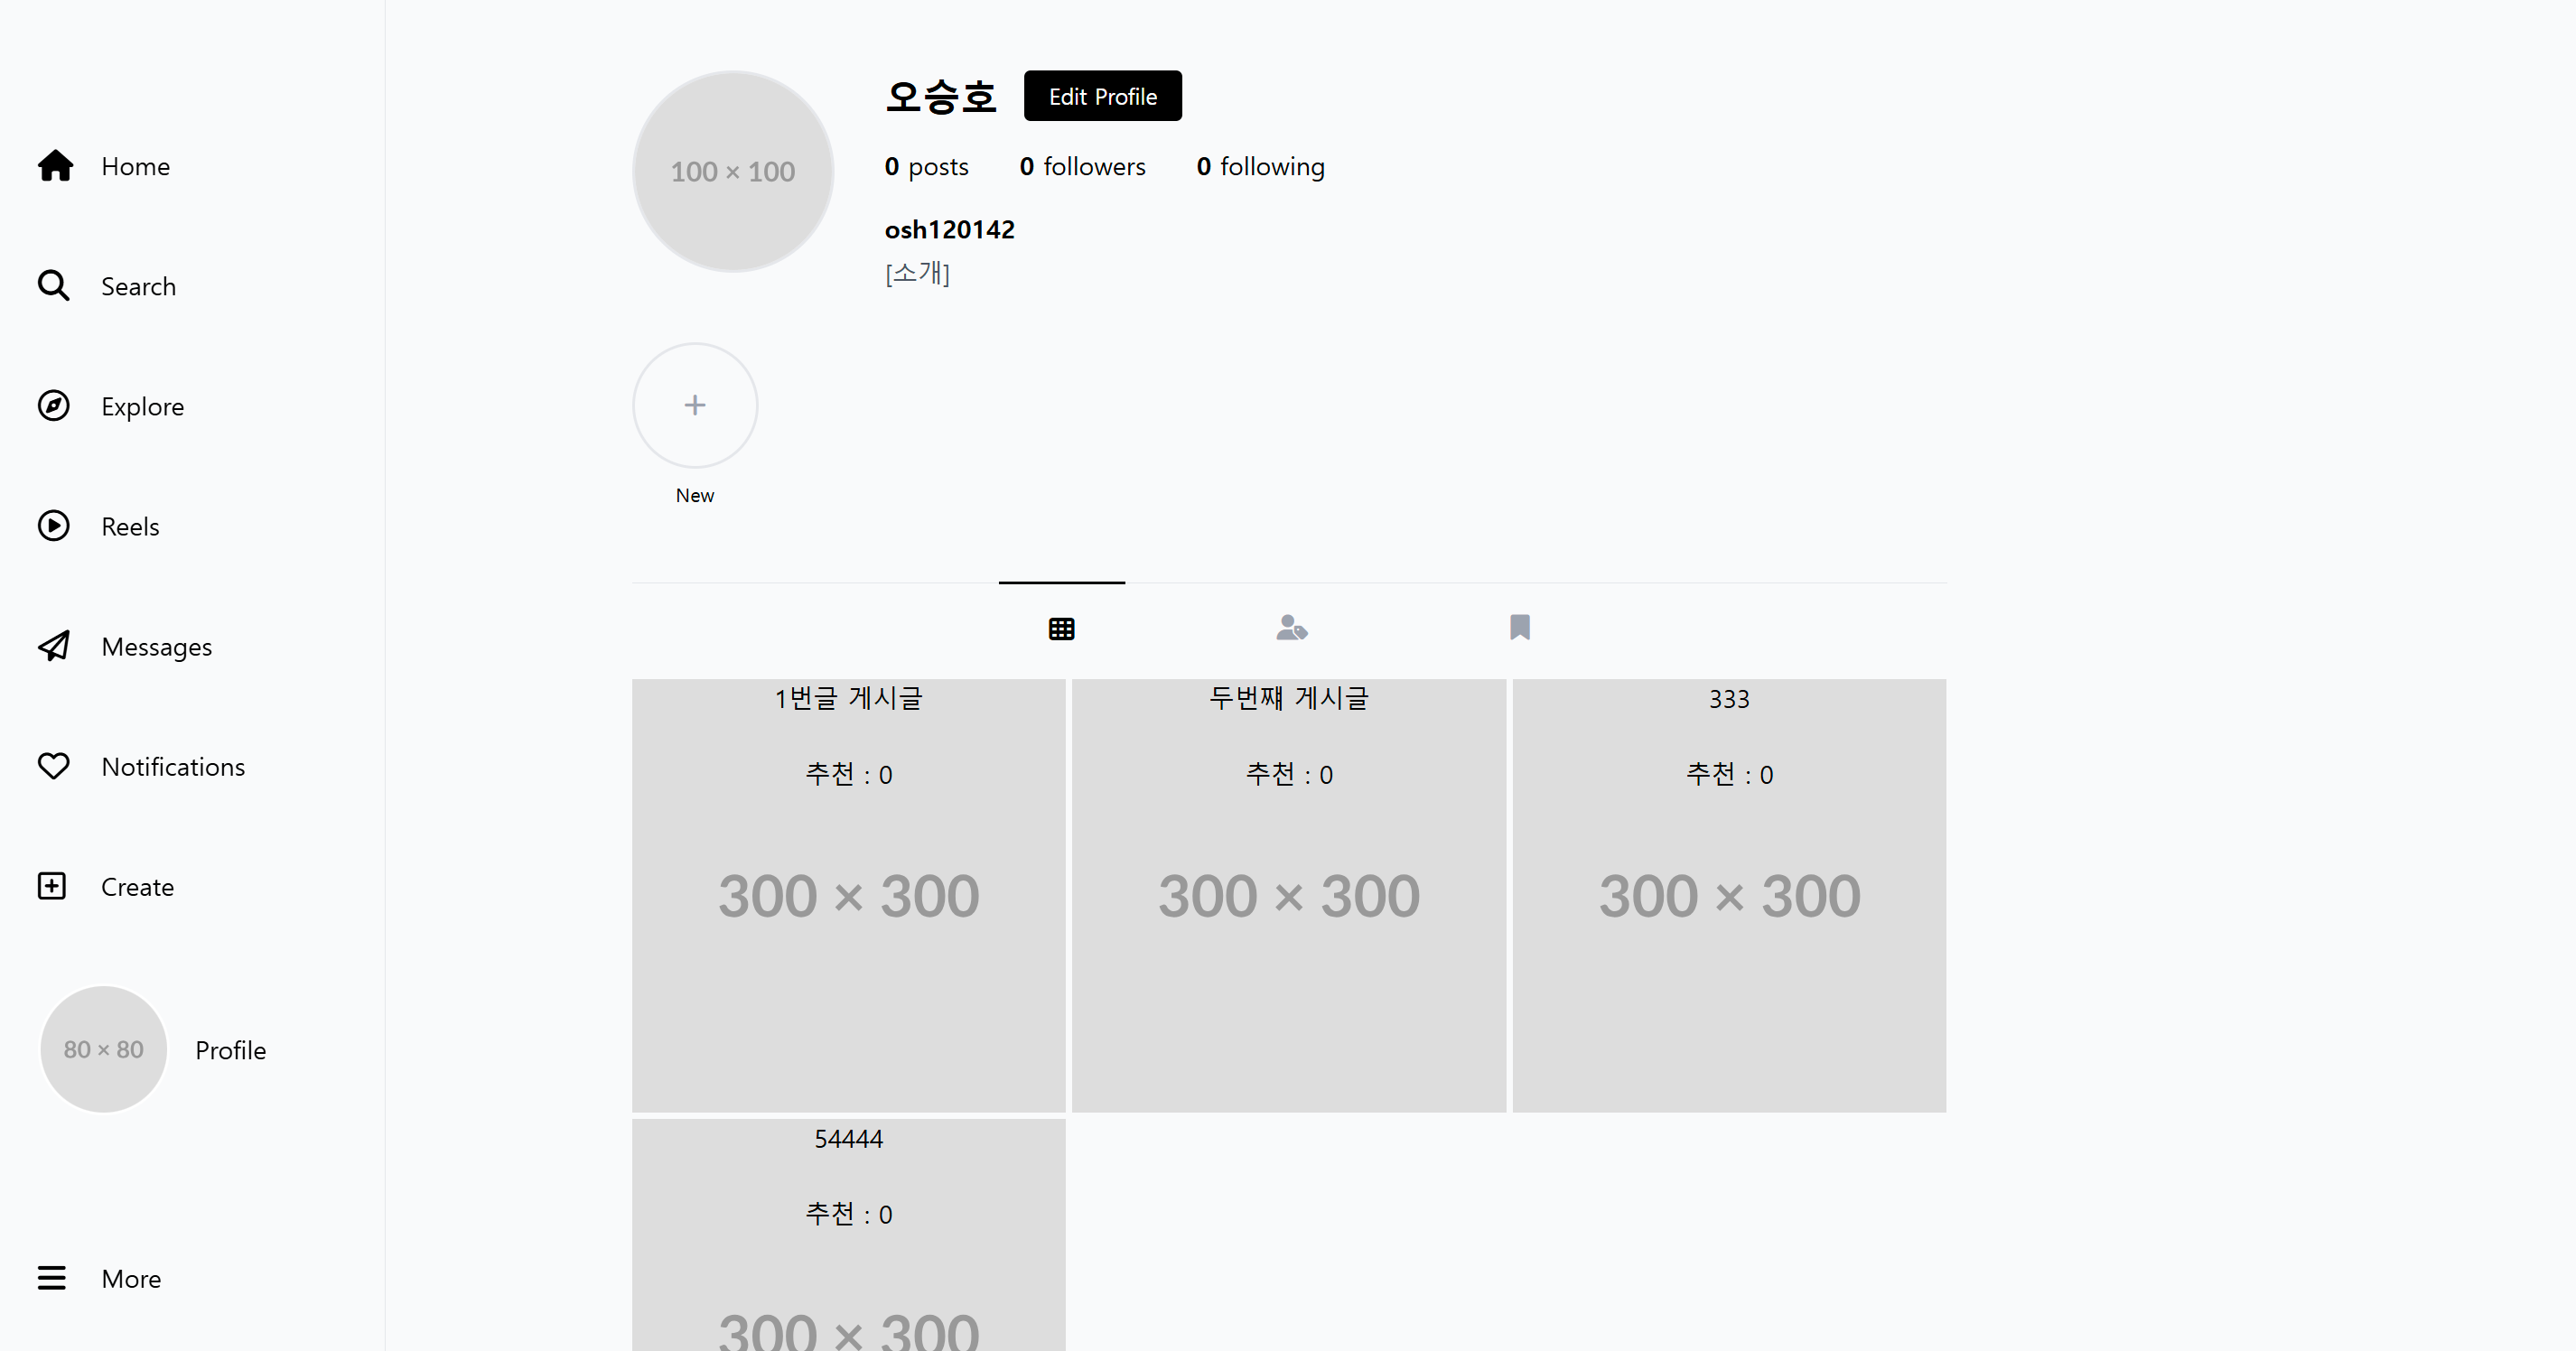 Home
Search
Explore
Reels
Messages
Notifications
Create
80 × 80
Profile
More
100 × 100
오승호 Edit Profile
0 posts 0 followers 0 following
osh120142
[소개]
New
1번글 게시글
추천 : 0
300 × 300
두번쨰 게시글
추천 : 0
300 × 300
333
추천 : 0
300 × 300
54444
추천 : 0
300 × 300